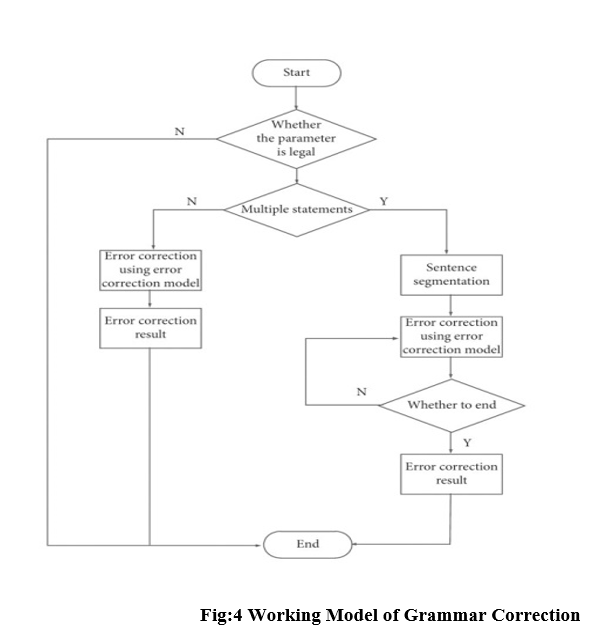 Start
Whether
the parameter
is legal
N
Multiple statements
N
Y
Error correction
using error
correction model
Error correction
result
Sentence
segmentation
Error correction
using error
correction model
Whether to end
N
Y
Error correction
result
End
Fig:4 Working Model of Grammar Correction